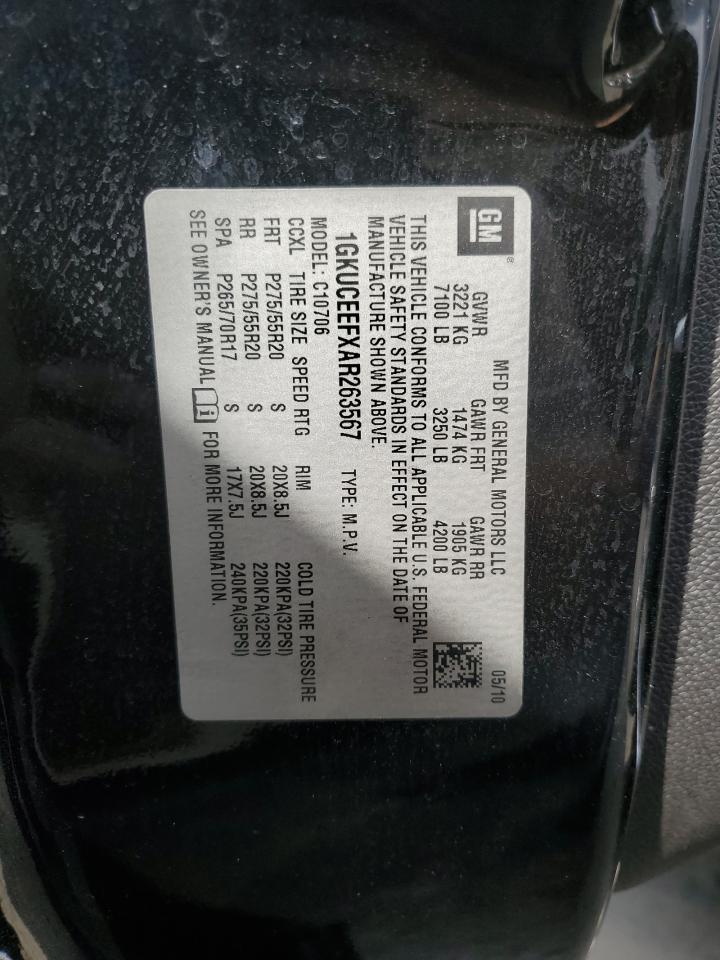 GM®
MFD BY GENERAL MOTORS LLC 05/10
GVWR GAWR FRT GAWR RR
3221 KG 1474 KG 1905 KG
7100 LB 3250 LB 4200 LB
THIS VEHICLE CONFORMS TO ALL APPLICABLE U.S. FEDERAL MOTOR
VEHICLE SAFETY STANDARDS IN EFFECT ON THE DATE OF
MANUFACTURE SHOWN ABOVE.
1GKUCEEFXAR263567 TYPE: M.P.V.
MODEL: C10706
CCXL TIRE SIZE SPEED RTG RIM COLD TIRE PRESSURE
FRT P275/55R20 S 20X8.5J 220KPA(32PSI)
RR P275/55R20 S 20X8.5J 220KPA(32PSI)
SPA P265/70R17 S 17X7.5J 240KPA(35PSI)
SEE OWNER'S MANUAL i FOR MORE INFORMATION.